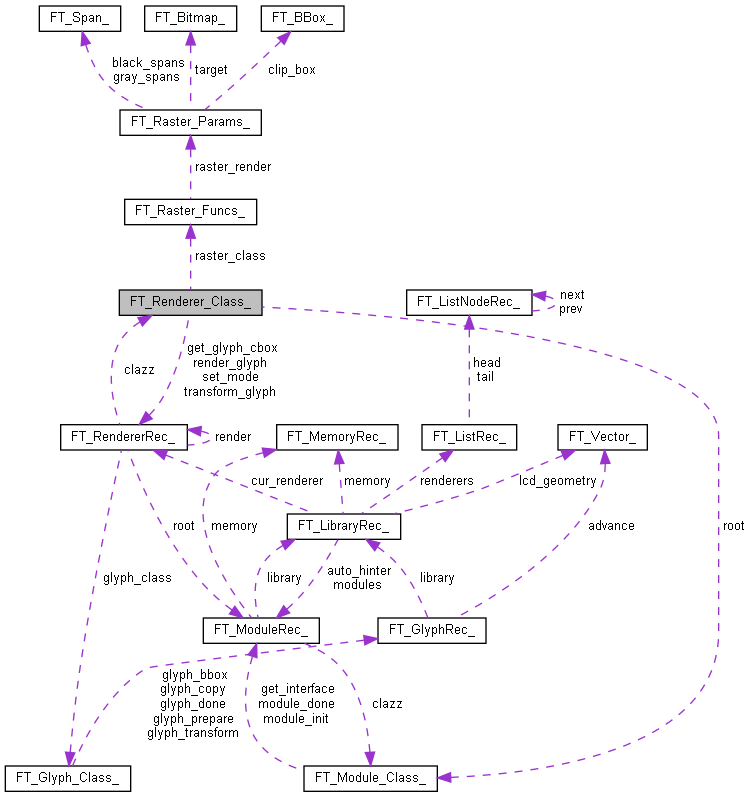 FT_Span_
FT_Bitmap_
FT_BBox_
black_spans
gray_spans
target
clip_box
FT_Raster_Params_
raster_render
FT_Raster_Funcs_
raster_class
FT_Renderer_Class_
FT_ListNodeRec_
next
prev
clazz
get_glyph_cbox
render_glyph
set_mode
transform_glyph
head
tail
FT_RendererRec_
render
FT_MemoryRec_
FT_ListRec_
FT_Vector_
cur_renderer
memory
renderers
lcd_geometry
root
memory
FT_LibraryRec_
advance
root
glyph_class
library
auto_hinter
modules
library
FT_ModuleRec_
FT_GlyphRec_
glyph_bbox
glyph_copy
glyph_done
glyph_prepare
glyph_transform
get_interface
module_done
module_init
clazz
FT_Glyph_Class_
FT_Module_Class_